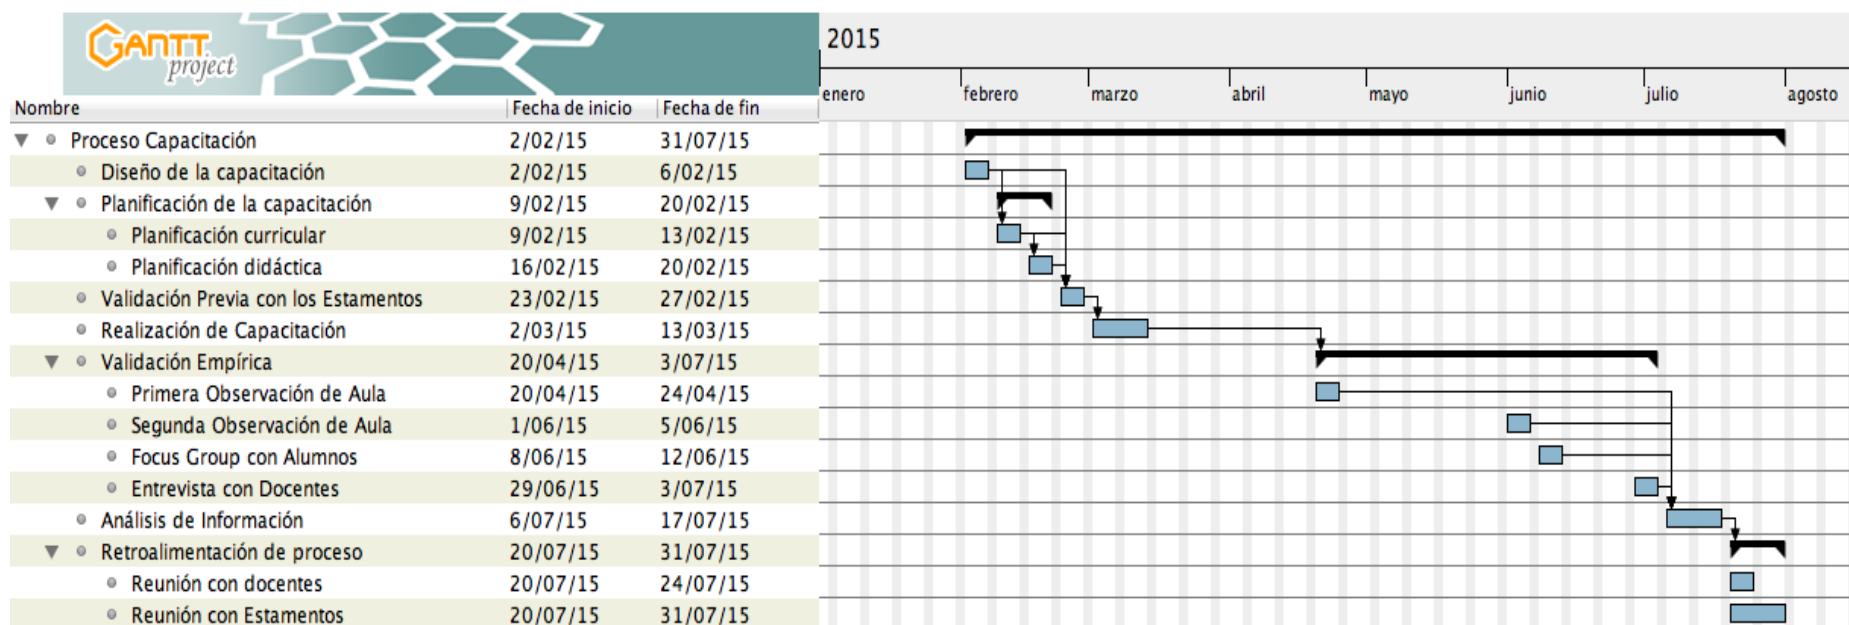 GANTT
project
2015
enero febrero marzo abril mayo junio julio agosto
Nombre Fecha de inicio Fecha de fin
Proceso Capacitación 2/02/15 31/07/15
Diseño de la capacitación 2/02/15 6/02/15
Planificación de la capacitación 9/02/15 20/02/15
Planificación curricular 9/02/15 13/02/15
Planificación didáctica 16/02/15 20/02/15
Validación Previa con los Estamentos 23/02/15 27/02/15
Realización de Capacitación 2/03/15 13/03/15
Validación Empírica 20/04/15 3/07/15
Primera Observación de Aula 20/04/15 24/04/15
Segunda Observación de Aula 1/06/15 5/06/15
Focus Group con Alumnos 8/06/15 12/06/15
Entrevista con Docentes 29/06/15 3/07/15
Análisis de Información 6/07/15 17/07/15
Retroalimentación de proceso 20/07/15 31/07/15
Reunión con docentes 20/07/15 24/07/15
Reunión con Estamentos 20/07/15 31/07/15